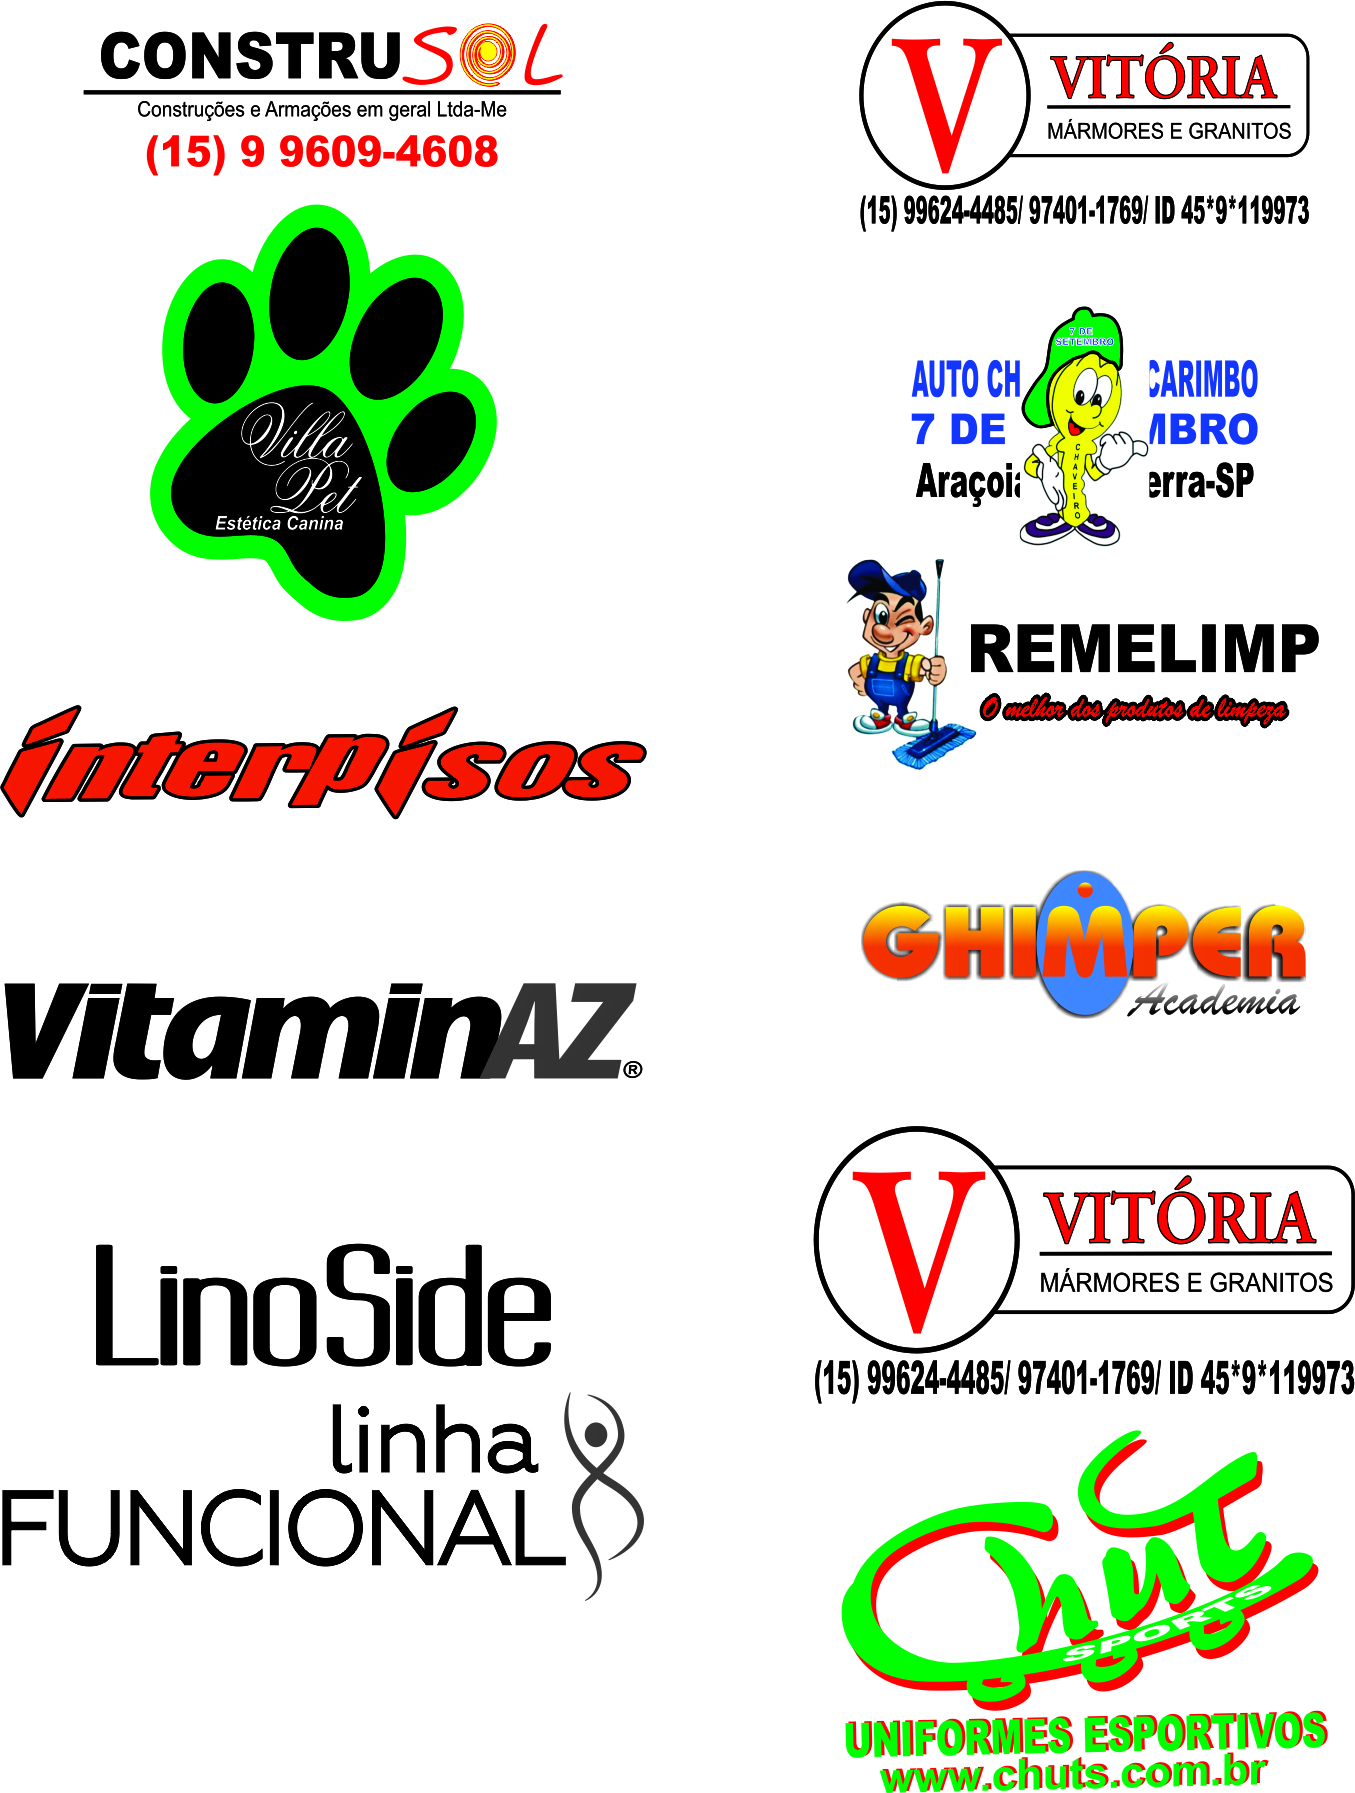 CONSTRUSOL
Construções e Armações em geral Ltda-Me
(15) 9 9609-4608
Villa
Pet
Estética Canina
interpisos
VitaminAZ®
LinoSide
linha
FUNCIONAL
V VITÓRIA
MÁRMORES E GRANITOS
(15) 99624-4485/ 97401-1769/ ID 45*9*119973
7 DE
SETEMBRO
AUTO CH CARIMBO
7 DE MBRO
Araçoia erra-SP
CHAVEIRO
REMELIMP
O melhor dos produtos de limpeza
GHIMPER
Academia
V VITÓRIA
MÁRMORES E GRANITOS
(15) 99624-4485/ 97401-1769/ ID 45*9*119973
ChuT
SPORTS
UNIFORMES ESPORTIVOS
www.chuts.com.br